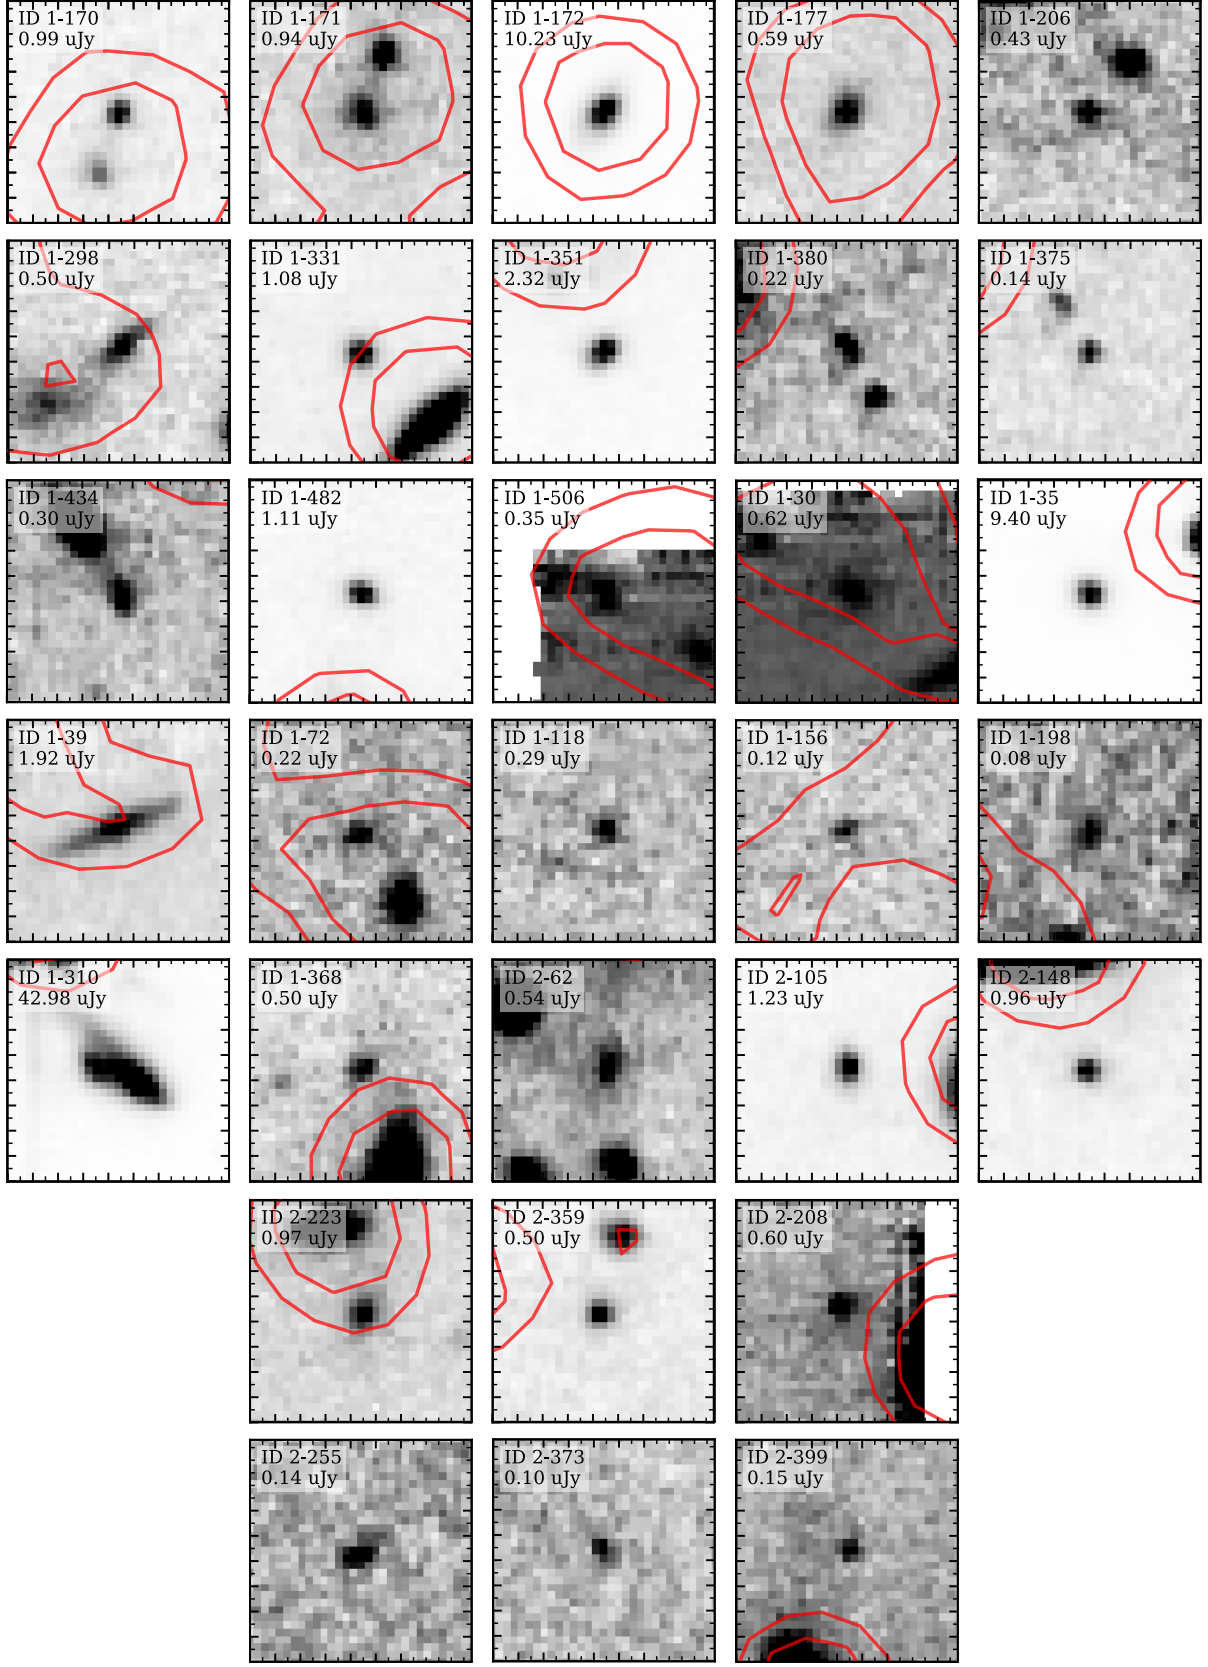 ID 1-170
0.99 uJy
ID 1-171
0.94 uJy
ID 1-172
10.23 uJy
ID 1-177
0.59 uJy
ID 1-206
0.43 uJy
ID 1-298
0.50 uJy
ID 1-331
1.08 uJy
ID 1-351
2.32 uJy
ID 1-380
0.22 uJy
ID 1-375
0.14 uJy
ID 1-434
0.30 uJy
ID 1-482
1.11 uJy
ID 1-506
0.35 uJy
ID 1-30
0.62 uJy
ID 1-35
9.40 uJy
ID 1-39
1.92 uJy
ID 1-72
0.22 uJy
ID 1-118
0.29 uJy
ID 1-156
0.12 uJy
ID 1-198
0.08 uJy
ID 1-310
42.98 uJy
ID 1-368
0.50 uJy
ID 2-62
0.54 uJy
ID 2-105
1.23 uJy
ID 2-148
0.96 uJy
ID 2-223
0.97 uJy
ID 2-359
0.50 uJy
ID 2-208
0.60 uJy
ID 2-255
0.14 uJy
ID 2-373
0.10 uJy
ID 2-399
0.15 uJy